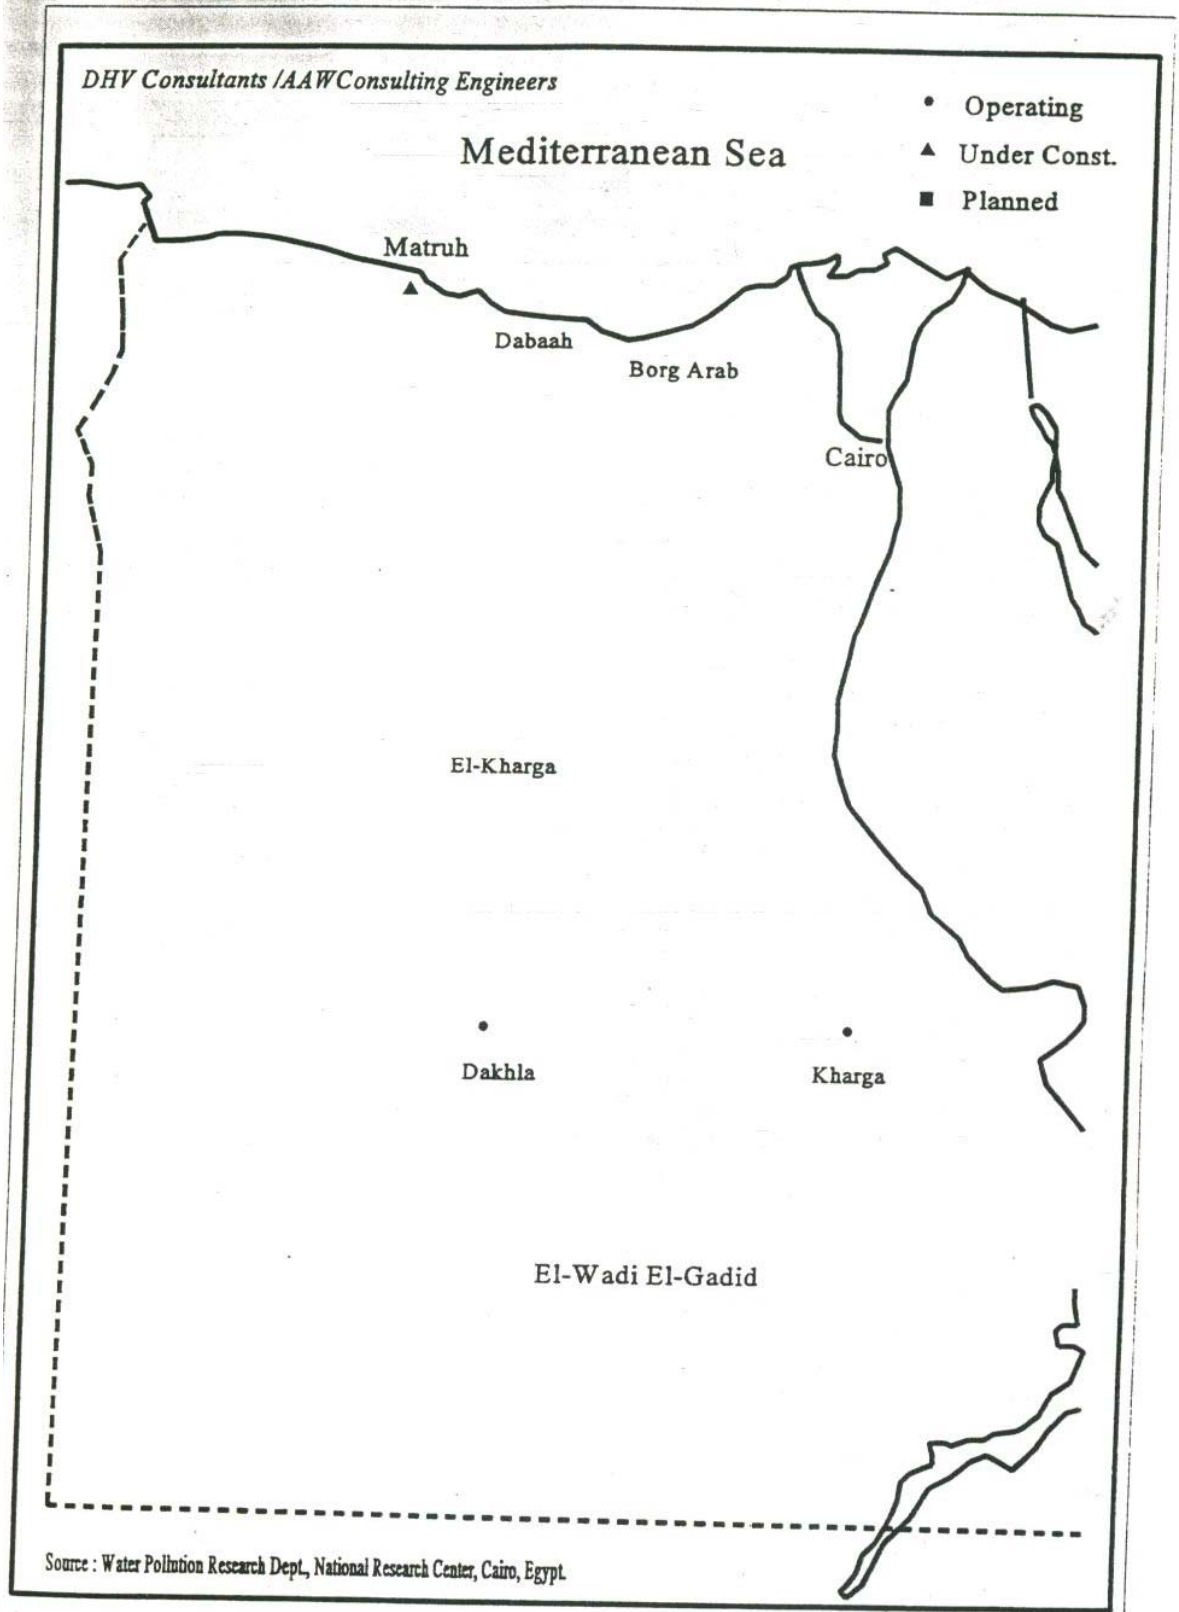 DHV Consultants /AAWConsulting Engineers
Operating
Mediterranean Sea
Under Const.
Planned
Matruh
Dabaah
Borg Arab
Cairo
El-Kharga
Dakhla
Kharga
El-Wadi El-Gadid
Source : Water Pollution Research Dept., National Research Center, Cairo, Egypt.